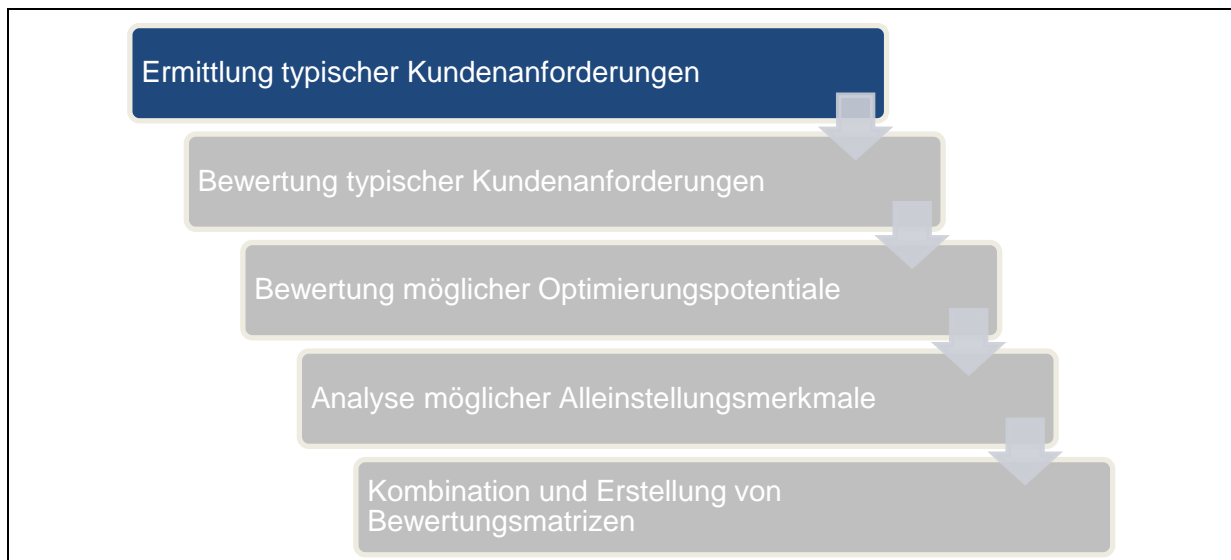 Ermittlung typischer Kundenanforderungen
Bewertung typischer Kundenanforderungen
Bewertung möglicher Optimierungspotentiale
Analyse möglicher Alleinstellungsmerkmale
Kombination und Erstellung von
Bewertungsmatrizen